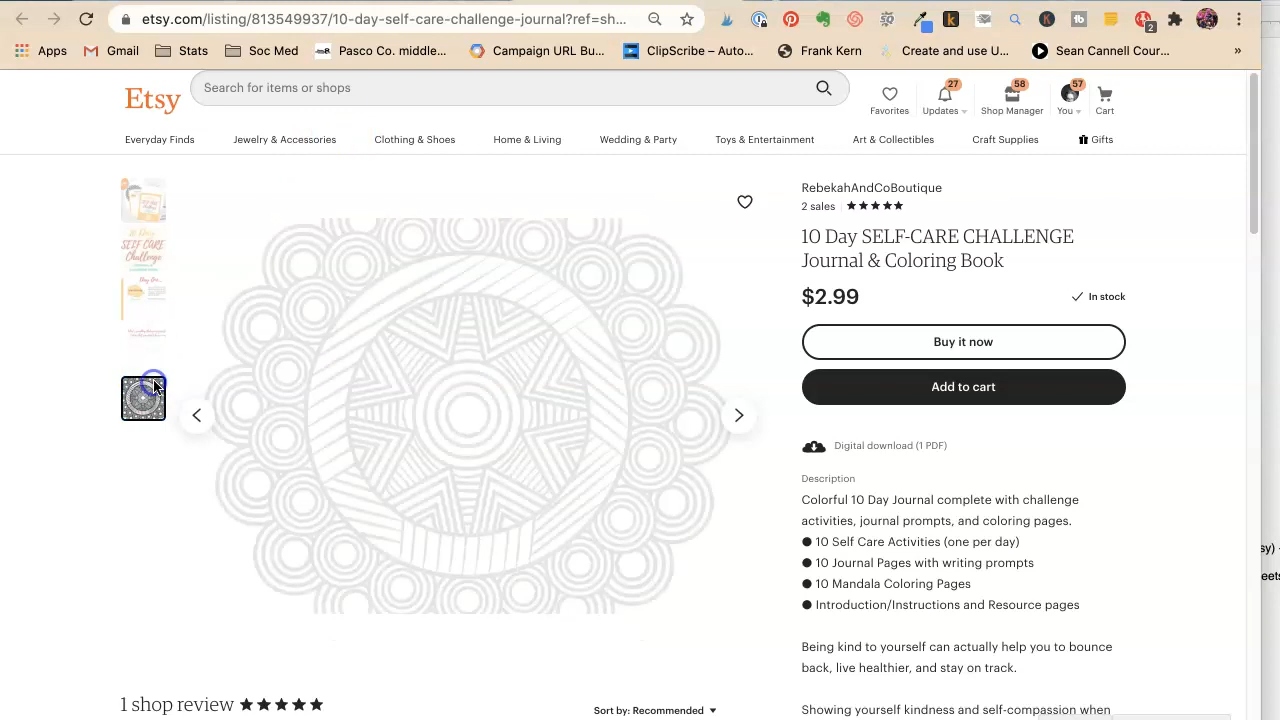 etsy.com/listing/813549937/10-day-self-care-challenge-journal?ref=sh...
2
Apps
Gmail
Stats
Soc Med
Pasco Co. middle...
Campaign URL Bu...
ClipScribe – Auto...
Frank Kern
Create and use U...
Sean Cannell Cour...
»
Etsy
Search for items or shops
Favorites
27
Updates
58
Shop Manager
57
You
Cart
Everyday Finds
Jewelry & Accessories
Clothing & Shoes
Home & Living
Wedding & Party
Toys & Entertainment
Art & Collectibles
Craft Supplies
Gifts
SELF CARE
Challenge
RebekahAndCoBoutique
2 sales
10 Day SELF-CARE CHALLENGE
Journal & Coloring Book
$2.99
In stock
Buy it now
Add to cart
Digital download (1 PDF)
Description
Colorful 10 Day Journal complete with challenge
activities, journal prompts, and coloring pages.
● 10 Self Care Activities (one per day)
● 10 Journal Pages with writing prompts
● 10 Mandala Coloring Pages
● Introduction/Instructions and Resource pages
Being kind to yourself can actually help you to bounce
back, live healthier, and stay on track.
Showing yourself kindness and self-compassion when
1 shop review
Sort by: Recommended